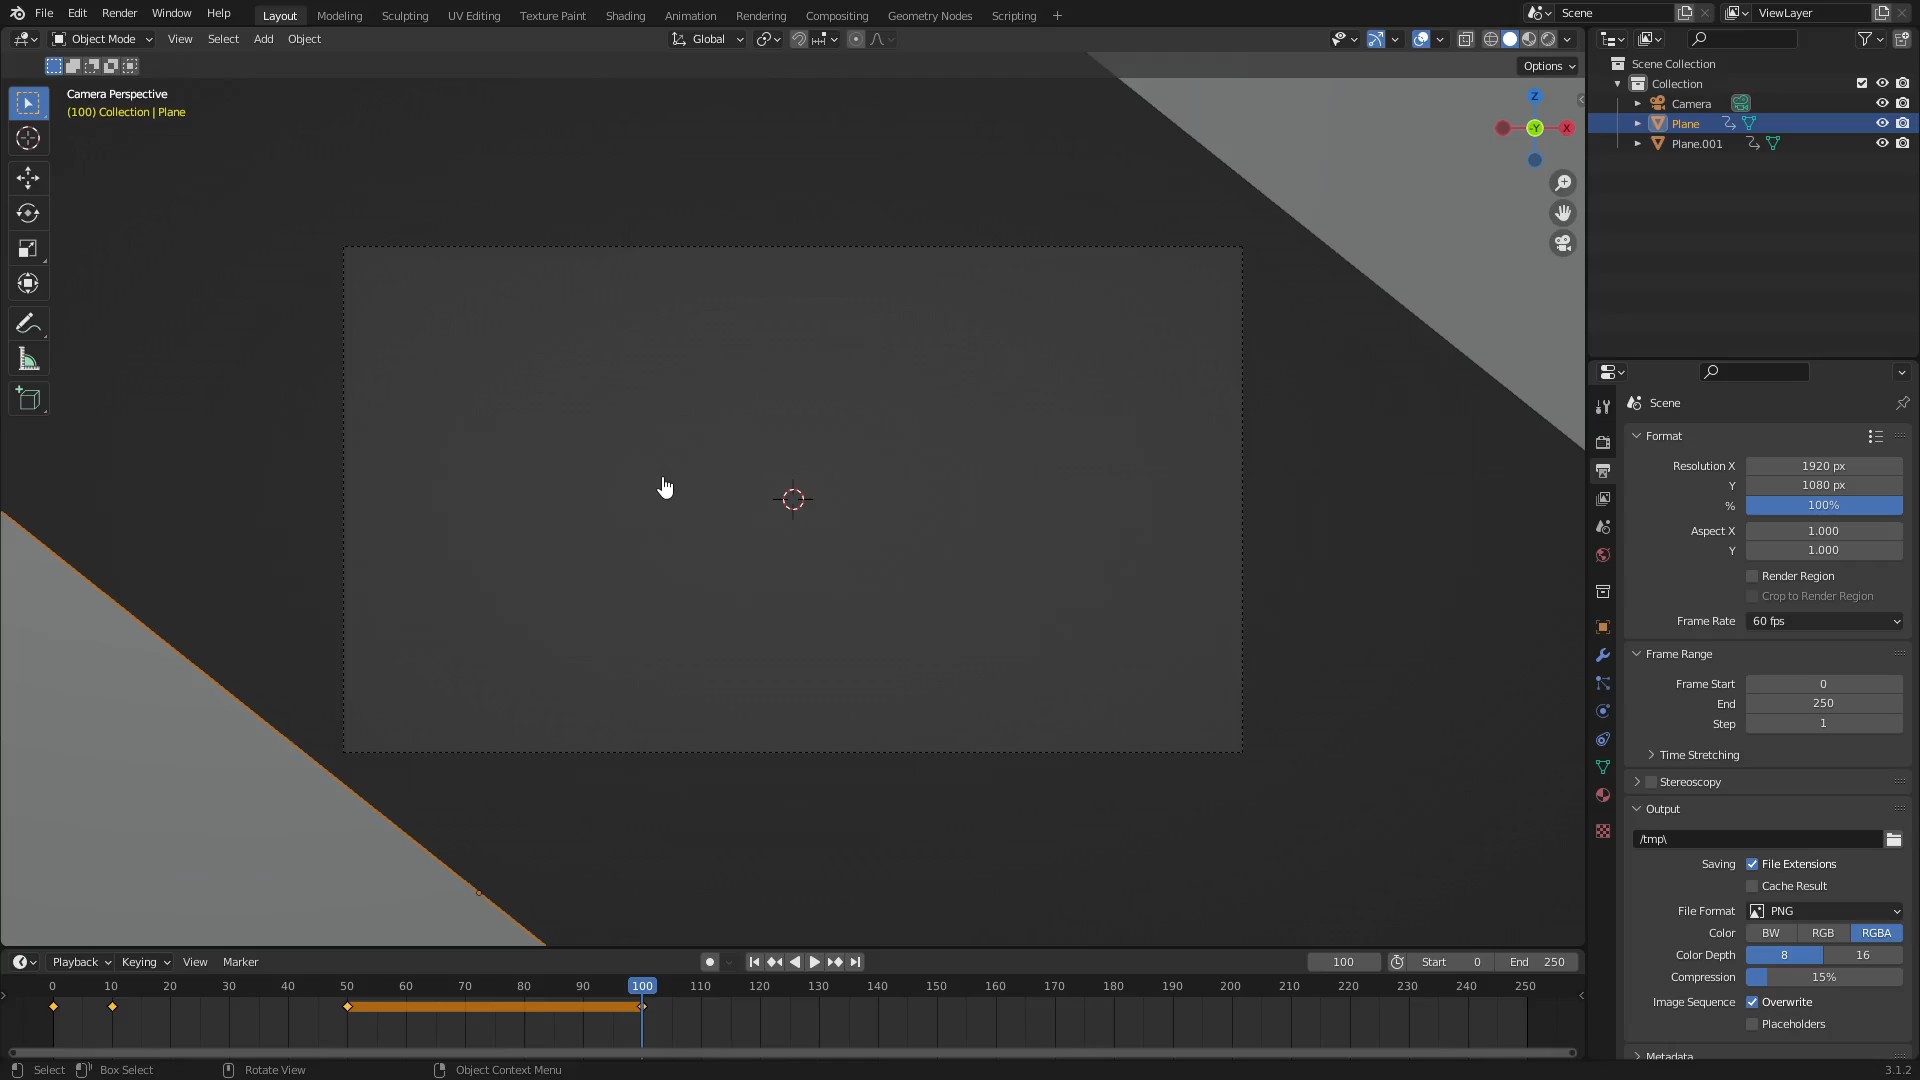 File Edit Render Window Help Layout Modeling Sculpting UV Editing Texture Paint Shading Animation Rendering Compositing Geometry Nodes Scripting + Scene ViewLayer
Object Mode View Select Add Object Global
Options
Camera Perspective
(100) Collection | Plane
Z
-Y X
Scene Collection
Collection
Camera
Plane
Plane.001
Scene
Format
Resolution X 1920 px
Y 1080 px
% 100%
Aspect X 1.000
Y 1.000
Render Region
Crop to Render Region
Frame Rate 60 fps
Frame Range
Frame Start 0
End 250
Step 1
Time Stretching
Stereoscopy
Output
/tmp\
Saving File Extensions
Cache Result
File Format PNG
Color BW RGB RGBA
Color Depth 8 16
Compression 15%
Image Sequence Overwrite
Placeholders
Metadata
Playback Keying View Marker 100 Start 0 End 250
0 10 20 30 40 50 60 70 80 90 100 110 120 130 140 150 160 170 180 190 200 210 220 230 240 250
Select Box Select Rotate View Object Context Menu 3.1.2